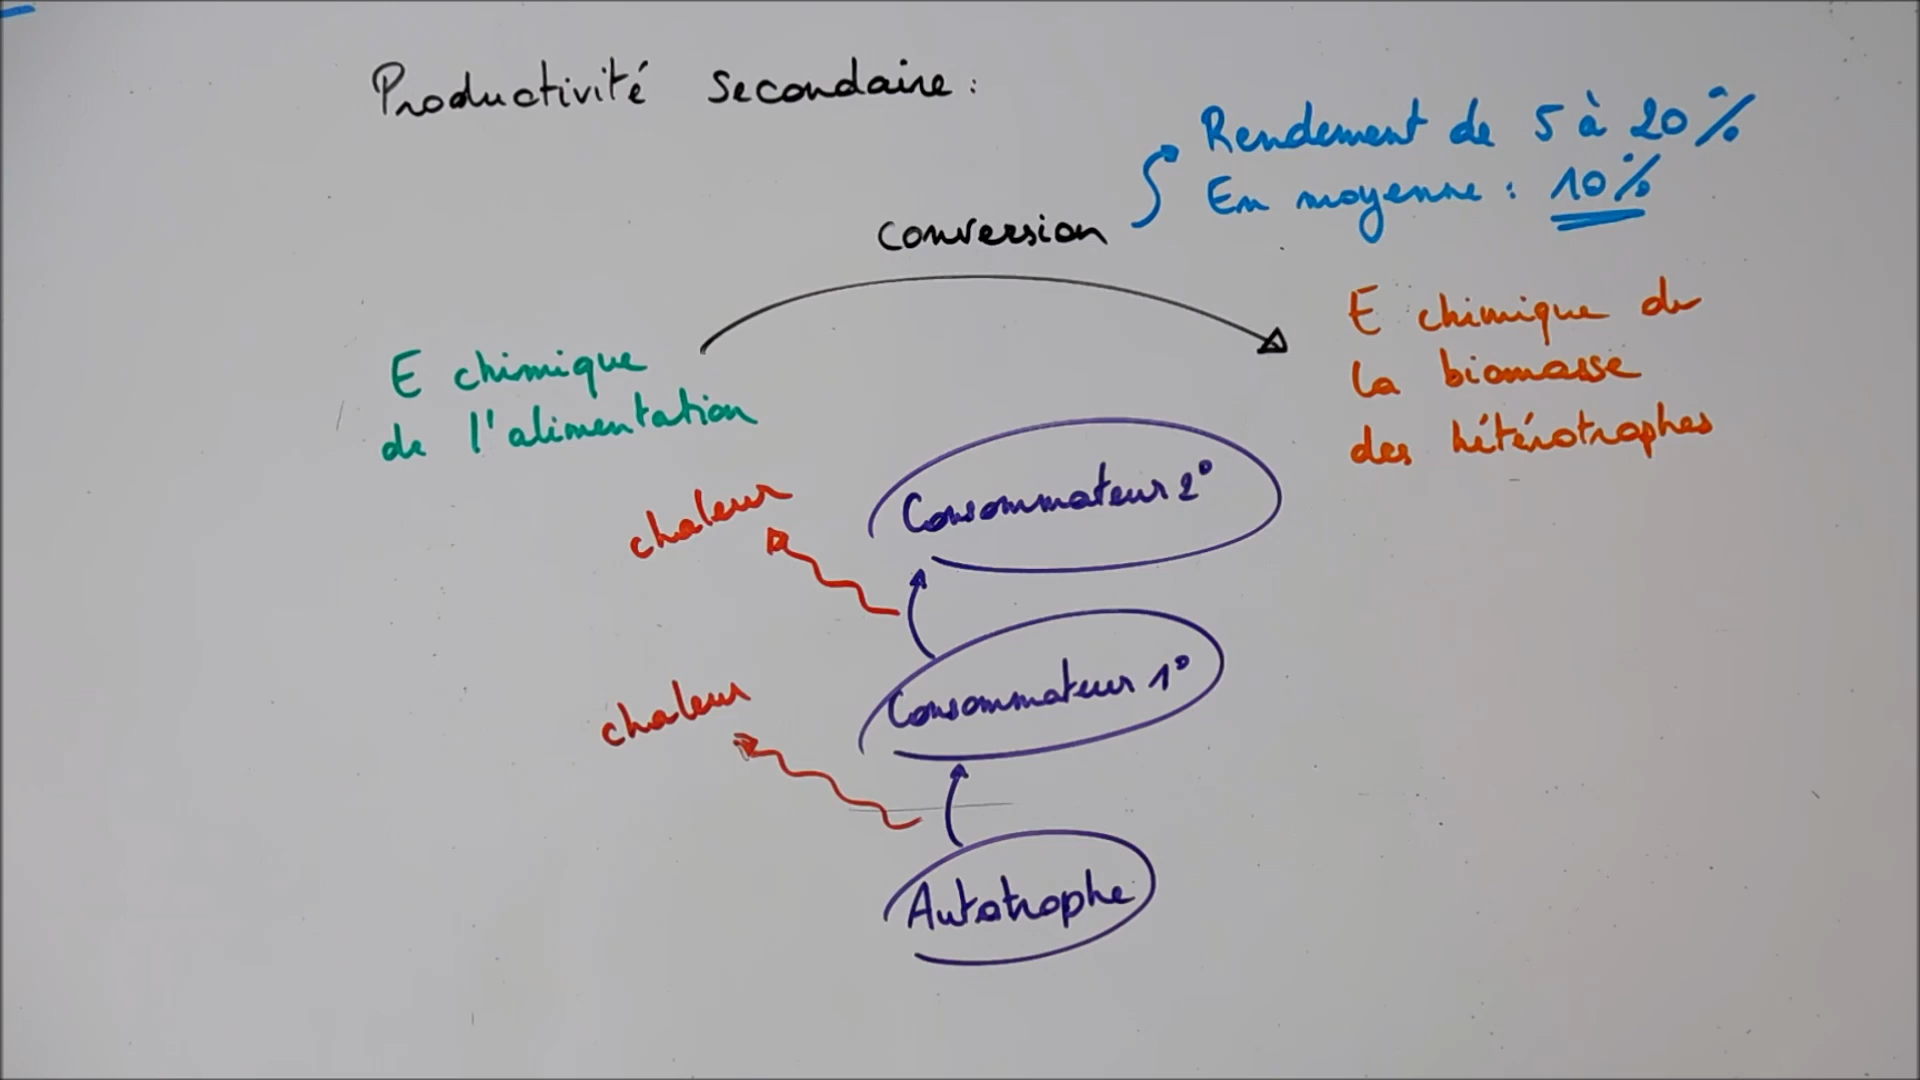 Productivité secondaire :
Rendement de 5 à 20%
En moyenne : 10%
Conversion
E chimique
de l'alimentation
E chimique de
la biomasse
des hétérotrophes
chaleur
Consommateur 2°
chaleur
Consommateur 1°
Autotrophe